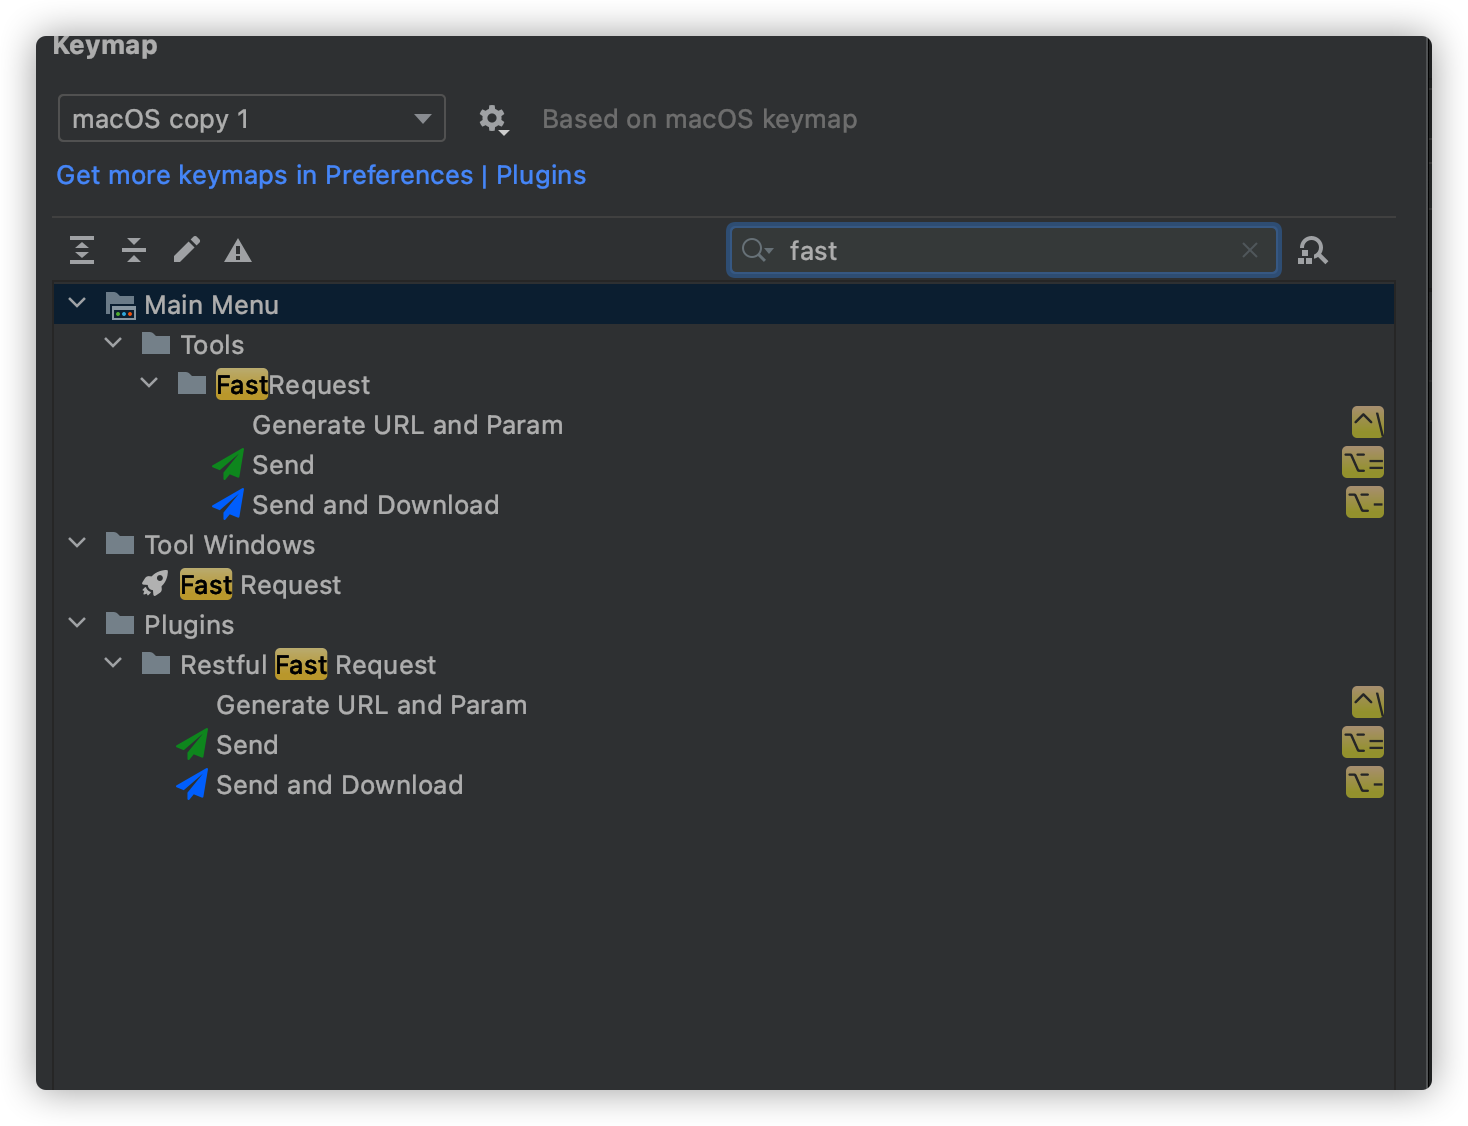 Keymap
macOS copy 1
Based on macOS keymap
Get more keymaps in Preferences | Plugins
fast
Main Menu
Tools
FastRequest
Generate URL and Param ^\
Send ⌥=
Send and Download ⌥-
Tool Windows
Fast Request
Plugins
Restful Fast Request
Generate URL and Param ^\
Send ⌥=
Send and Download ⌥-